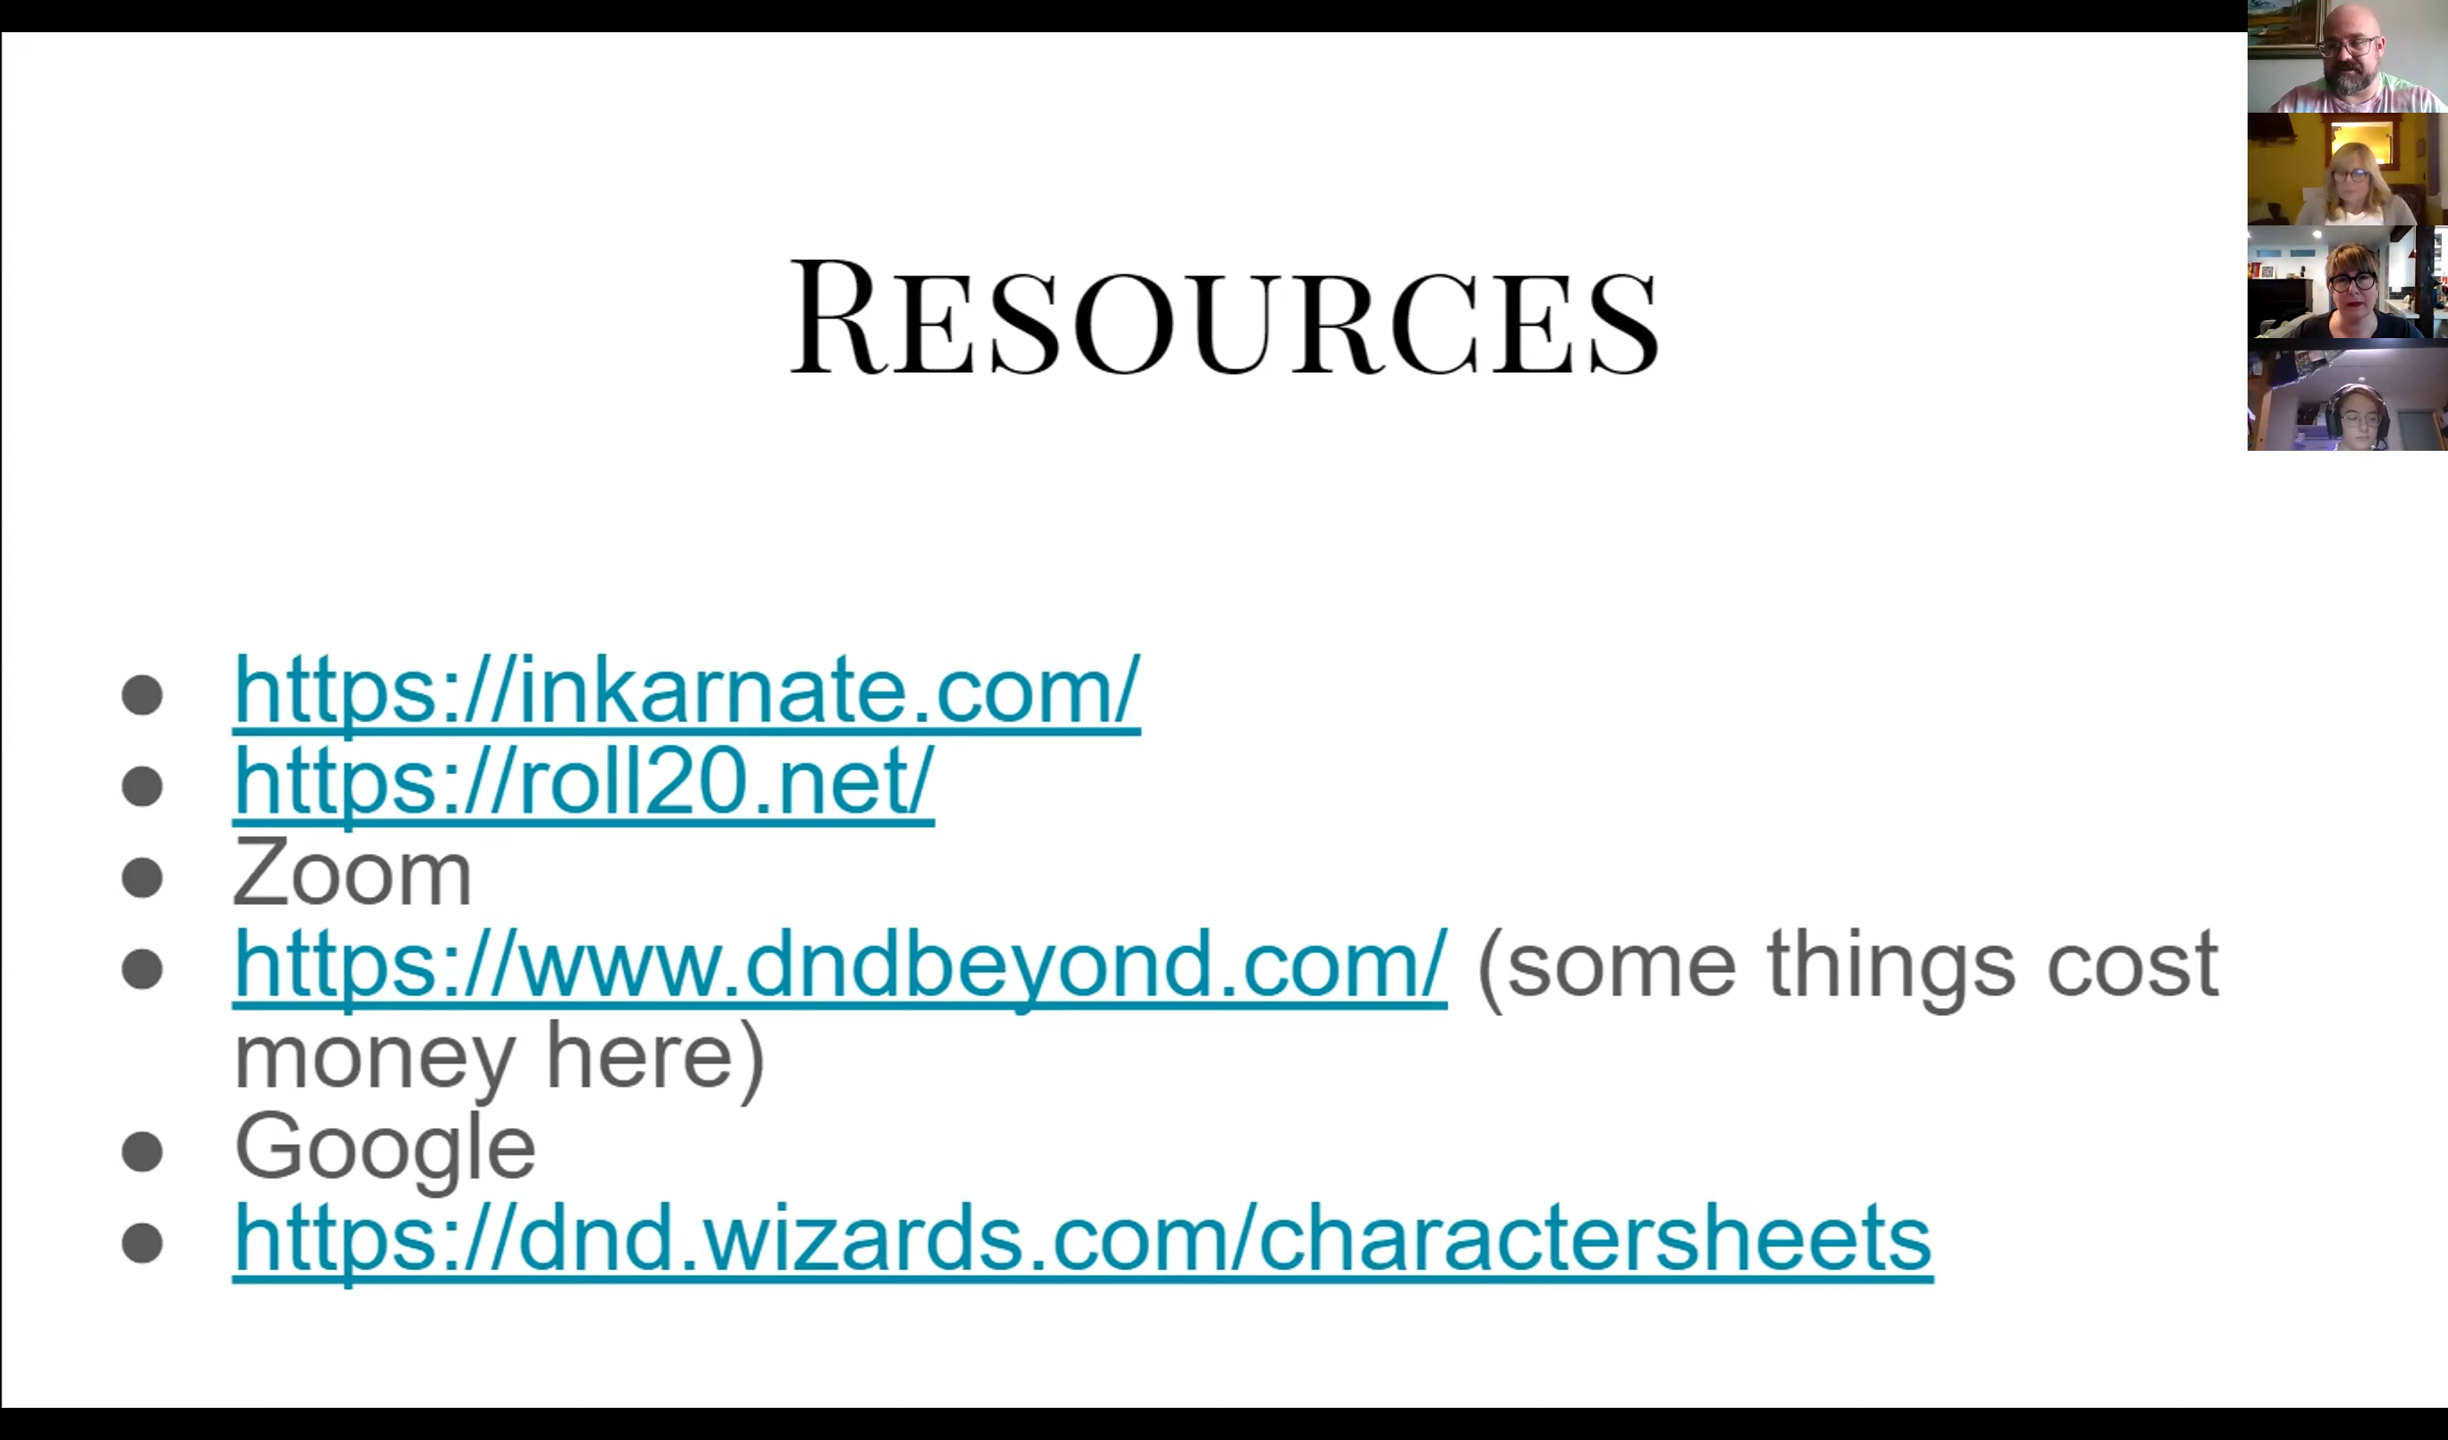 RESOURCES
● https://inkarnate.com/
● https://roll20.net/
● Zoom
● https://www.dndbeyond.com/ (some things cost
money here)
● Google
● https://dnd.wizards.com/charactersheets